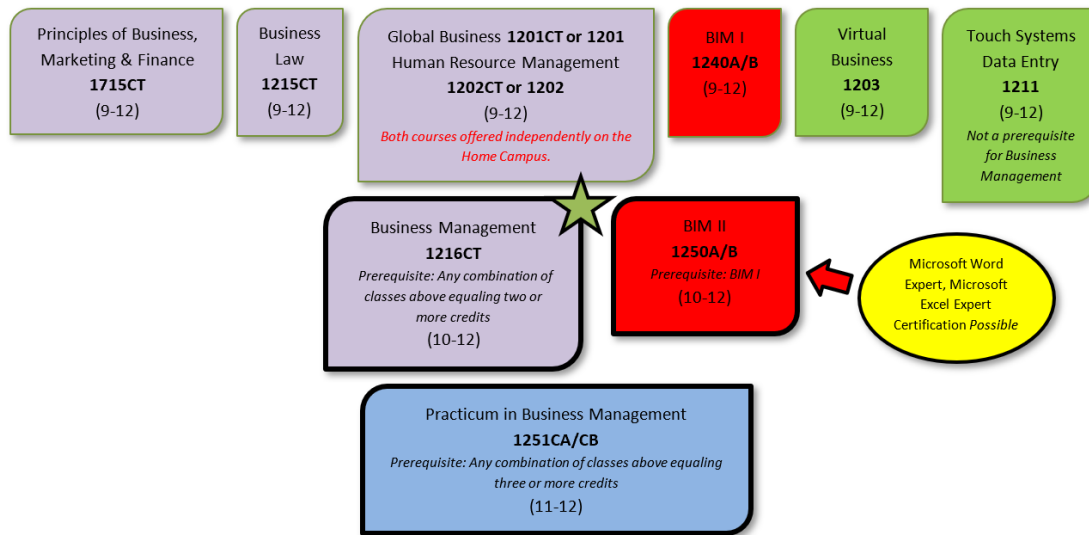 Principles of Business,
Marketing & Finance
1715CT
(9-12)
Business
Law
1215CT
(9-12)
Global Business 1201CT or 1201
Human Resource Management
1202CT or 1202
(9-12)
Both courses offered independently on the
Home Campus.
BIM I
1240A/B
(9-12)
Virtual
Business
1203
(9-12)
Touch Systems
Data Entry
1211
(9-12)
Not a prerequisite
for Business
Management
Business Management
1216CT
Prerequisite: Any combination of
classes above equaling two or
more credits
(10-12)
BIM II
1250A/B
Prerequisite: BIM I
(10-12)
Microsoft Word
Expert, Microsoft
Excel Expert
Certification Possible
Practicum in Business Management
1251CA/CB
Prerequisite: Any combination of classes above equaling
three or more credits
(11-12)